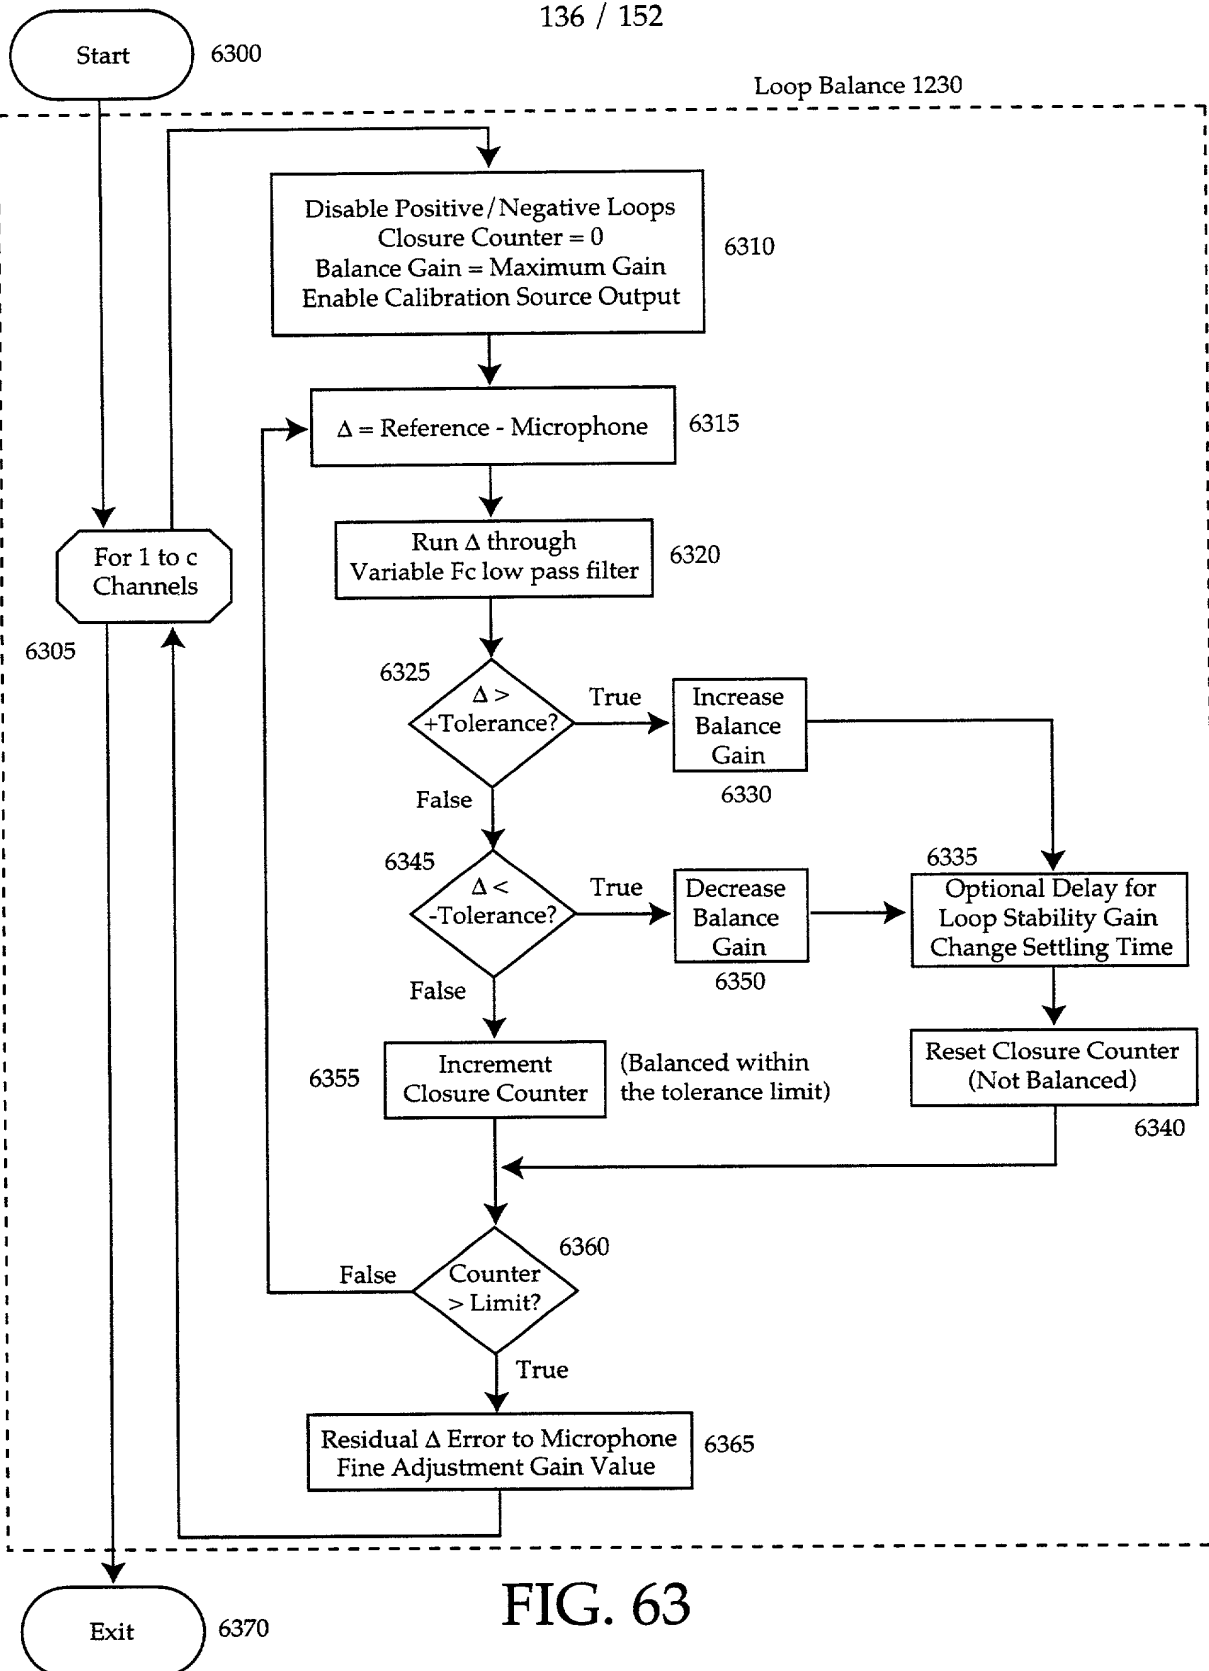 136 / 152
Start
6300
Loop Balance 1230
Disable Positive/Negative Loops
Closure Counter = 0
Balance Gain = Maximum Gain
Enable Calibration Source Output
6310
Δ = Reference - Microphone
6315
For 1 to c
Channels
6305
Run Δ through
Variable Fc low pass filter
6320
6325
Δ >
+Tolerance?
True
Increase
Balance
Gain
6330
False
6345
Δ <
-Tolerance?
True
Decrease
Balance
Gain
6350
6335
Optional Delay for
Loop Stability Gain
Change Settling Time
False
6355
Increment
Closure Counter
(Balanced within
the tolerance limit)
Reset Closure Counter
(Not Balanced)
6340
6360
False
Counter
> Limit?
True
Residual Δ Error to Microphone
Fine Adjustment Gain Value
6365
Exit
6370
FIG. 63